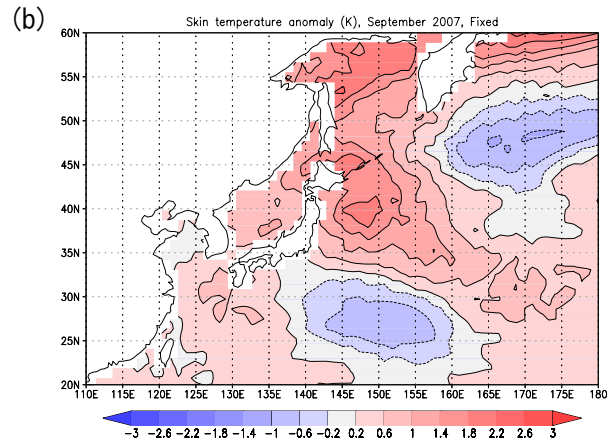 (b)
Skin temperature anomaly (K), September 2007, Fixed
60N
55N
50N
45N
40N
35N
30N
25N
20N
110E 115E 120E 125E 130E 135E 140E 145E 150E 155E 160E 165E 170E 175E 180
-3 -2.6 -2.2 -1.8 -1.4 -1 -0.6 -0.2 0.2 0.6 1 1.4 1.8 2.2 2.6 3